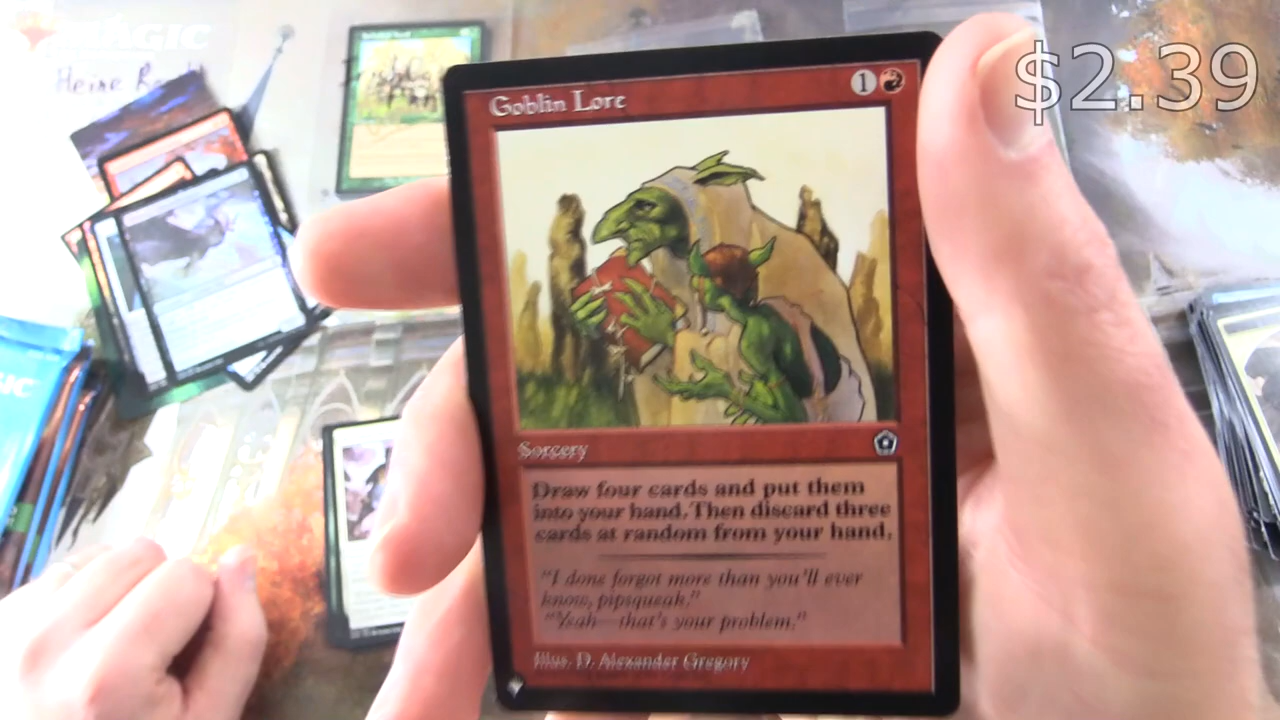 MAGIC
$2.39
Goblin Lore
1
Sorcery
Draw four cards and put them
into your hand. Then discard three
cards at random from your hand.
"I done forgot more than you'll ever
know, pipsqueak."
"Yeah—that's your problem."
Illus. D. Alexander Gregory